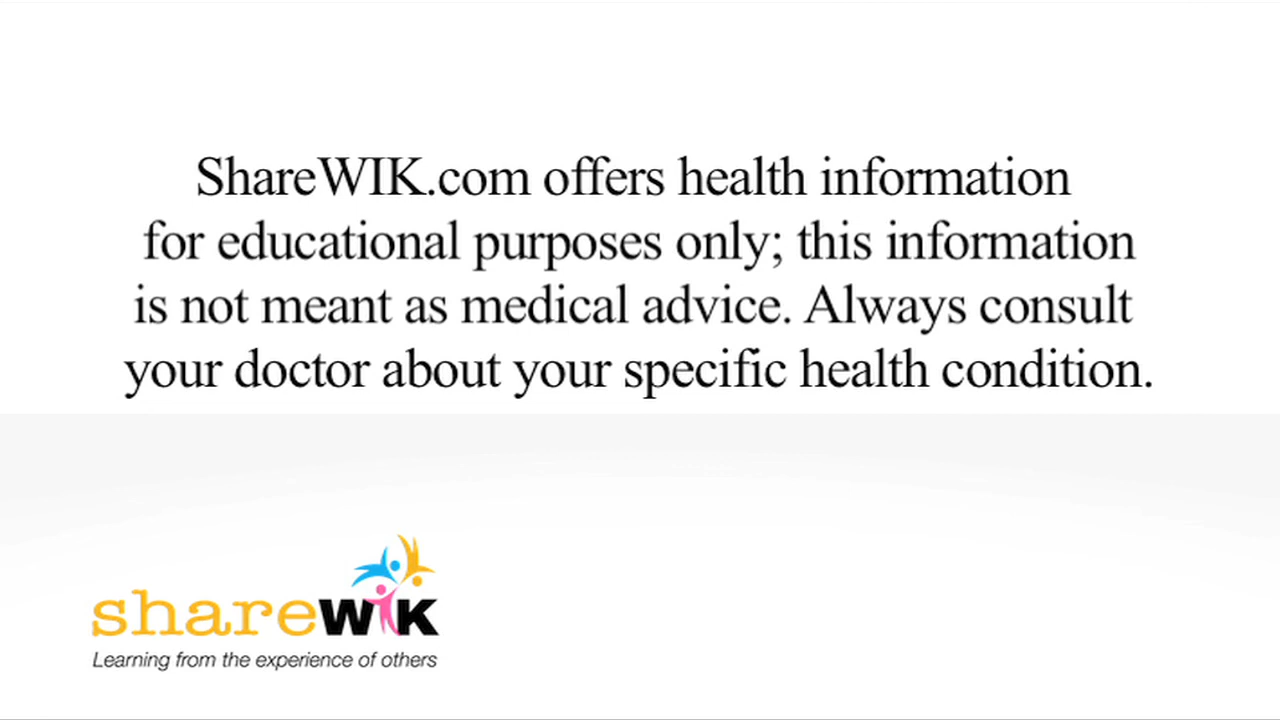 ShareWIK.com offers health information
for educational purposes only; this information
is not meant as medical advice. Always consult
your doctor about your specific health condition.
shareWiK
Learning from the experience of others